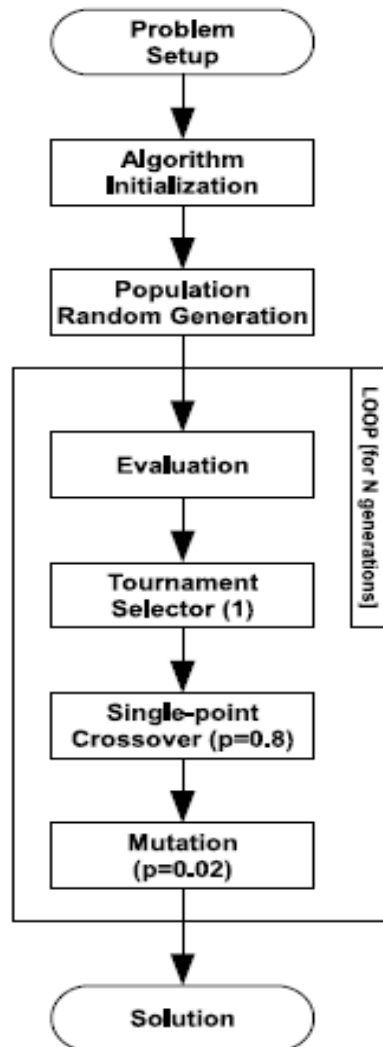 Problem
Setup
Algorithm
Initialization
Population
Random Generation
LOOP [for N generations]
Evaluation
Tournament
Selector (1)
Single-point
Crossover (p=0.8)
Mutation
(p=0.02)
Solution